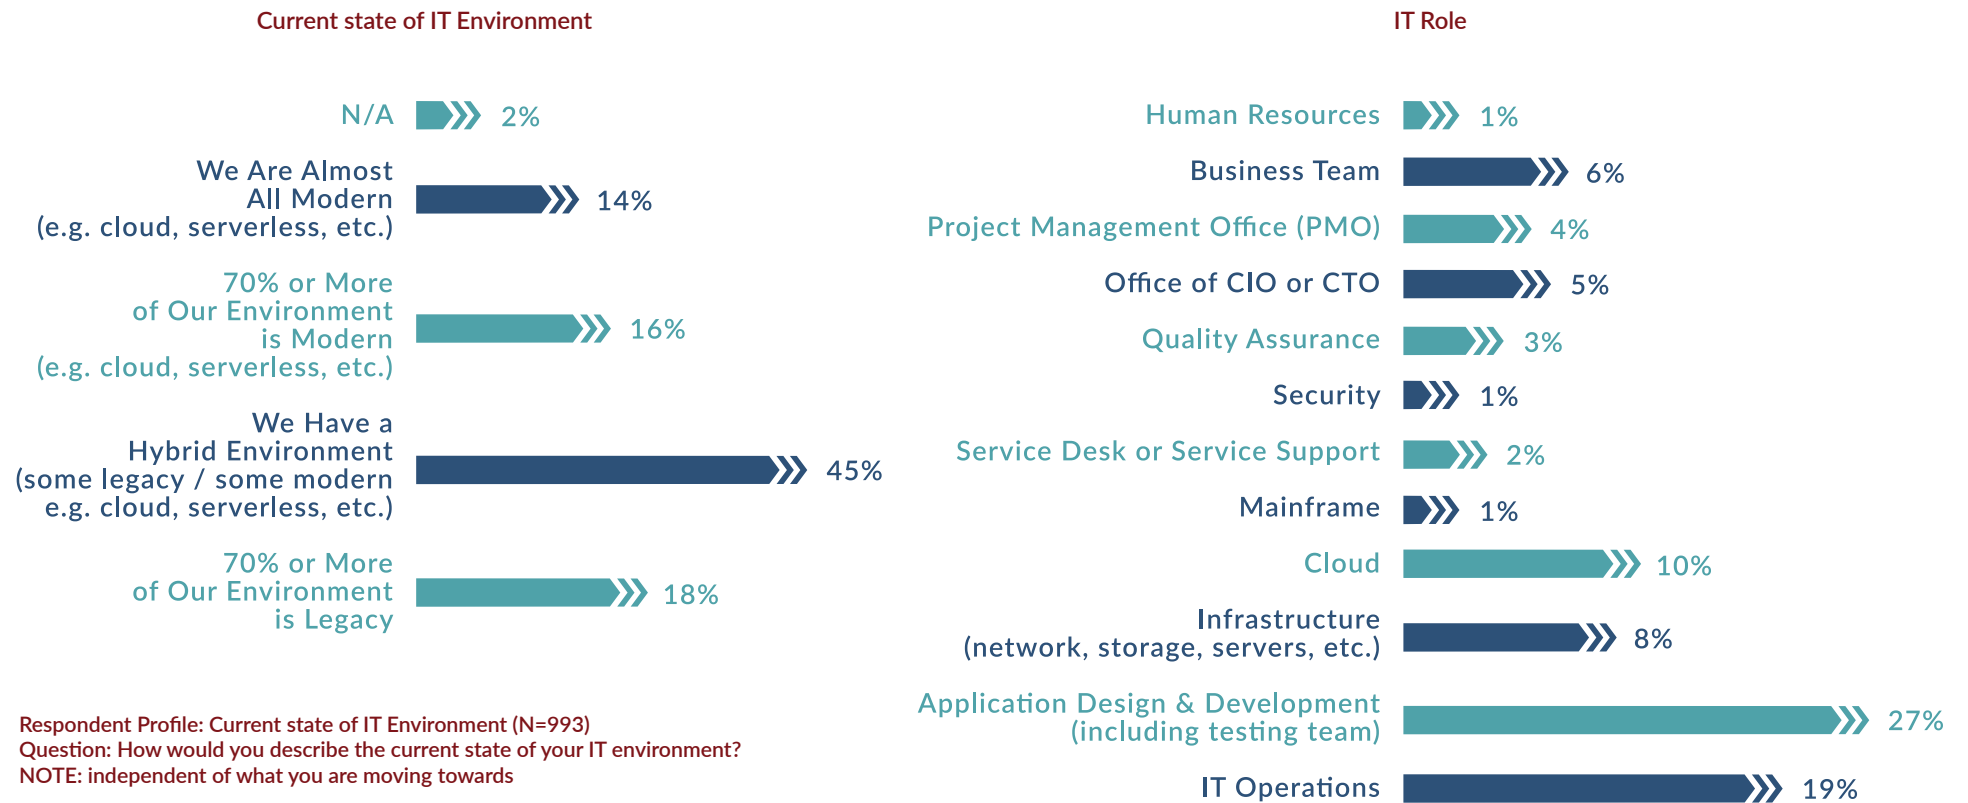 Current state of IT Environment
N/A
2%
We Are Almost
All Modern
(e.g. cloud, serverless, etc.)
14%
70% or More
of Our Environment
is Modern
(e.g. cloud, serverless, etc.)
16%
We Have a
Hybrid Environment
(some legacy / some modern
e.g. cloud, serverless, etc.)
45%
70% or More
of Our Environment
is Legacy
18%
Respondent Profile: Current state of IT Environment (N=993)
Question: How would you describe the current state of your IT environment?
NOTE: independent of what you are moving towards
IT Role
Human Resources
1%
Business Team
6%
Project Management Office (PMO)
4%
Office of CIO or CTO
5%
Quality Assurance
3%
Security
1%
Service Desk or Service Support
2%
Mainframe
1%
Cloud
10%
Infrastructure
(network, storage, servers, etc.)
8%
Application Design & Development
(including testing team)
27%
IT Operations
19%